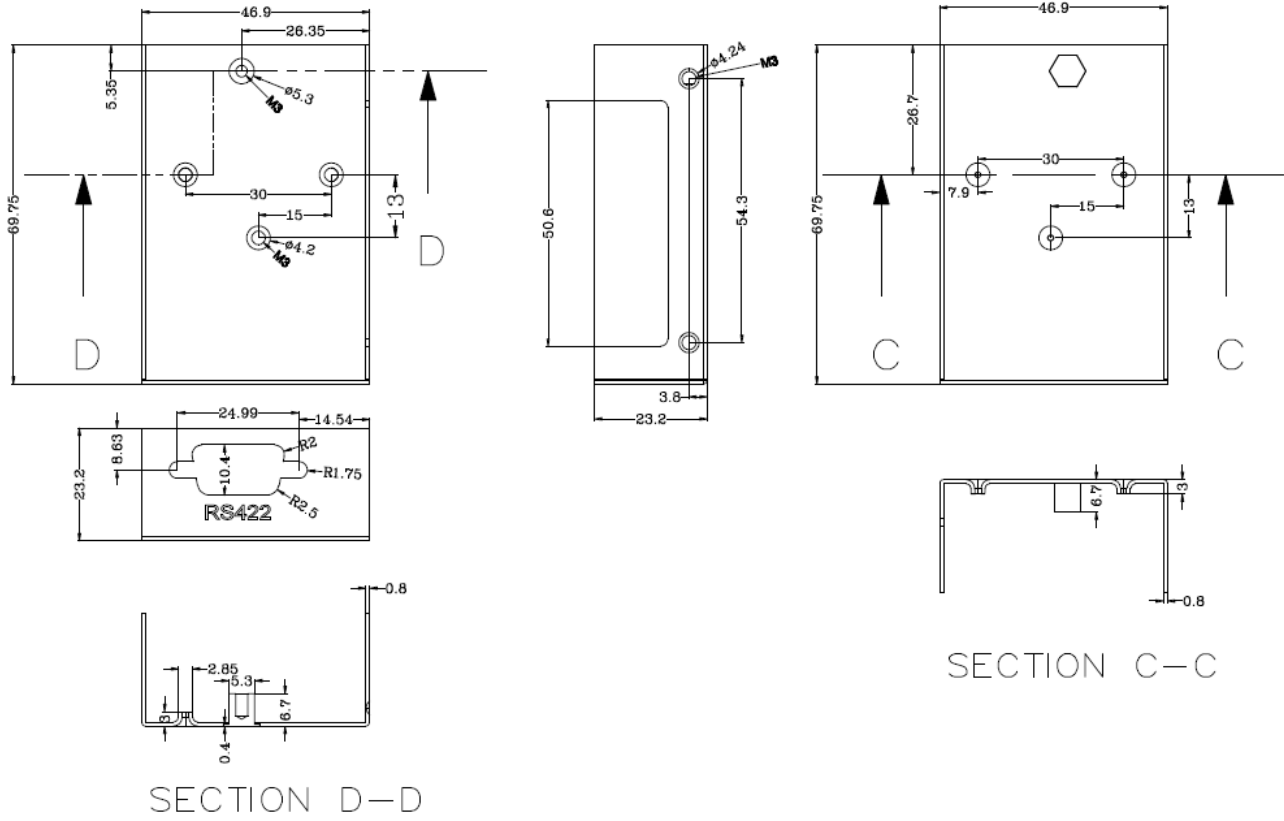 46.9
26.35
5.35
69.75
ø5.3
M3
30
15
13
ø4.2
M3
D
D
ø4.24
M3
50.6
54.3
3.8
23.2
46.9
26.7
69.75
30
7.9
15
13
C
C
24.99
14.54
8.63
23.2
10.4
R2
R1.75
R2.5
RS422
6.7
3
0.8
SECTION C-C
0.8
2.85
5.3
3
6.7
0.4
SECTION D-D